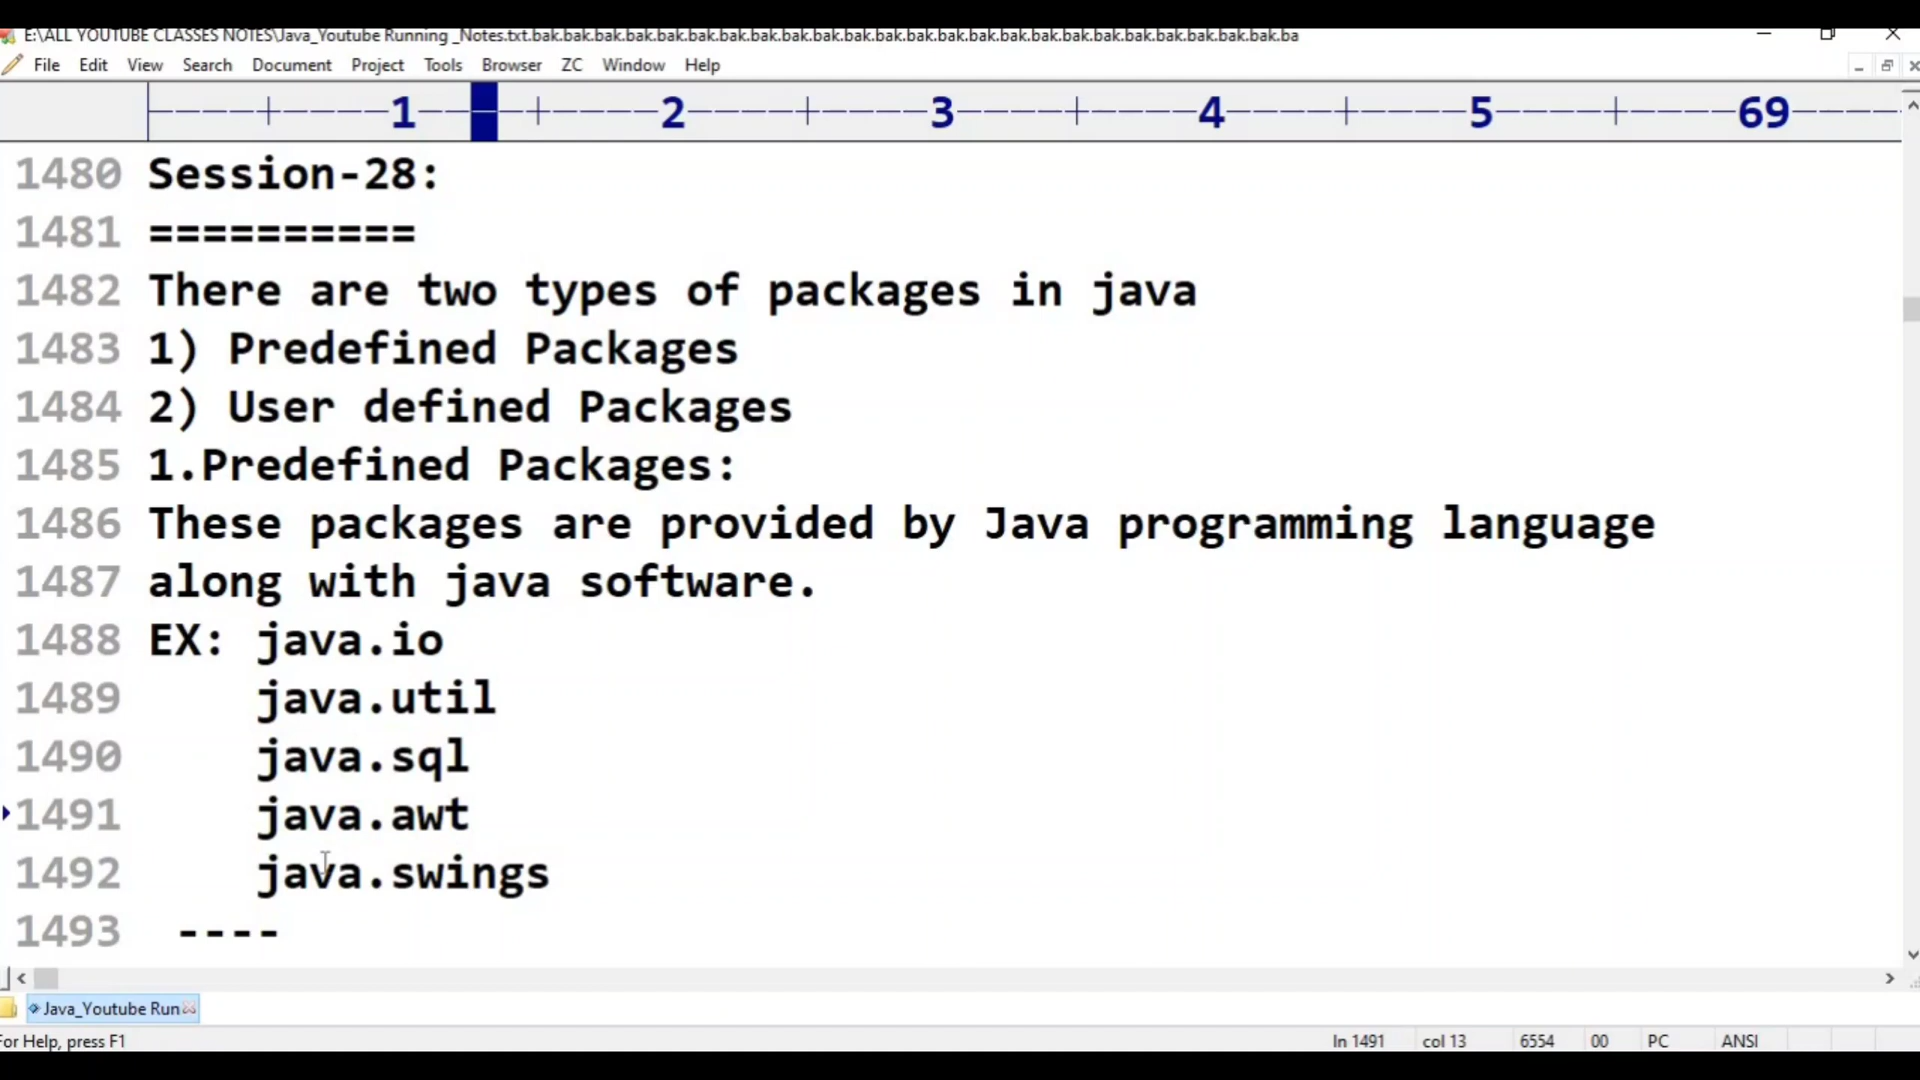 E:\ALL YOUTUBE CLASSES NOTES\Java_Youtube Running _Notes.txt.bak.bak.bak.bak.bak.bak.bak.bak.bak.bak.bak.bak.bak.bak.bak.bak.bak.bak.bak.bak.bak.bak.bak.bak.ba
File Edit View Search Document Project Tools Browser ZC Window Help
1 2 3 4 5 69
1480 Session-28:
1481 ==========
1482 There are two types of packages in java
1483 1) Predefined Packages
1484 2) User defined Packages
1485 1.Predefined Packages:
1486 These packages are provided by Java programming language
1487 along with java software.
1488 EX: java.io
1489 java.util
1490 java.sql
1491 java.awt
1492 java.swings
1493 ----
Java_Youtube Run
For Help, press F1 ln 1491 col 13 6554 00 PC ANSI